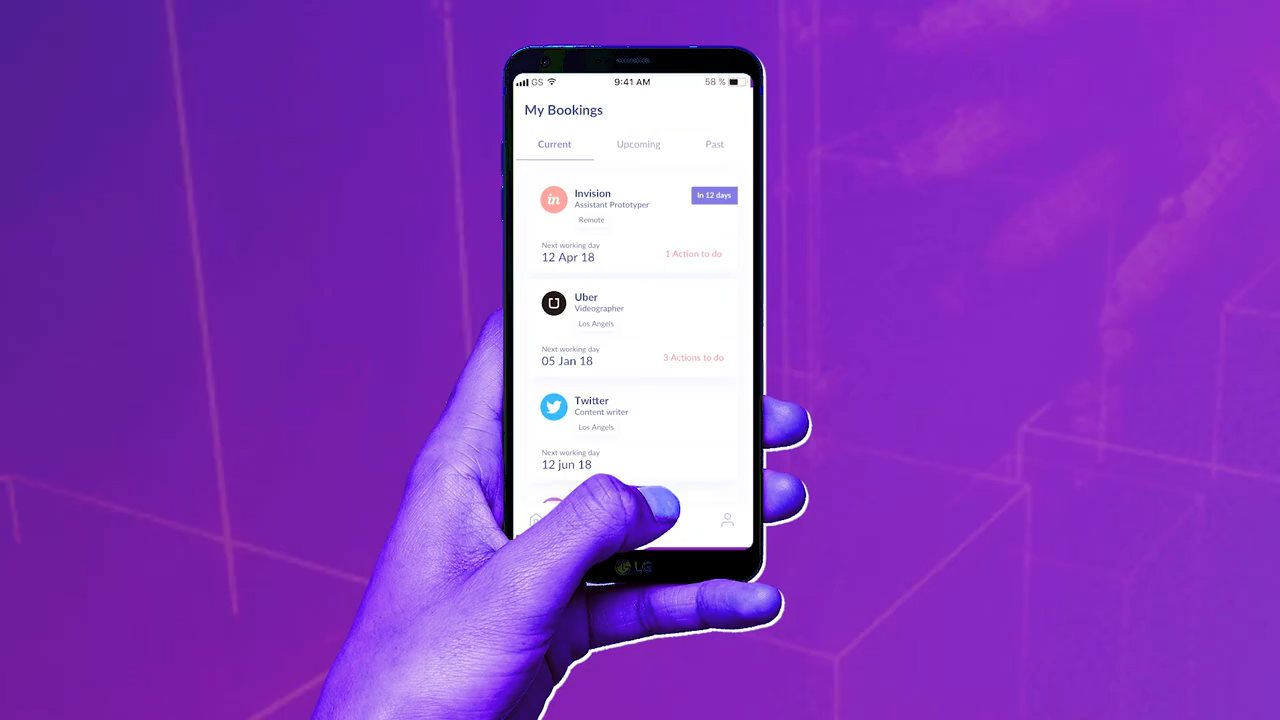 GS 9:41 AM 58 %
My Bookings
Current Upcoming Past
in Invision In 12 days
Assistant Prototyper
Remote
Next working day
12 Apr 18 1 Action to do
Uber
Videographer
Los Angels
Next working day
05 Jan 18 3 Actions to do
Twitter
Content writer
Los Angels
Next working day
12 jun 18
LG